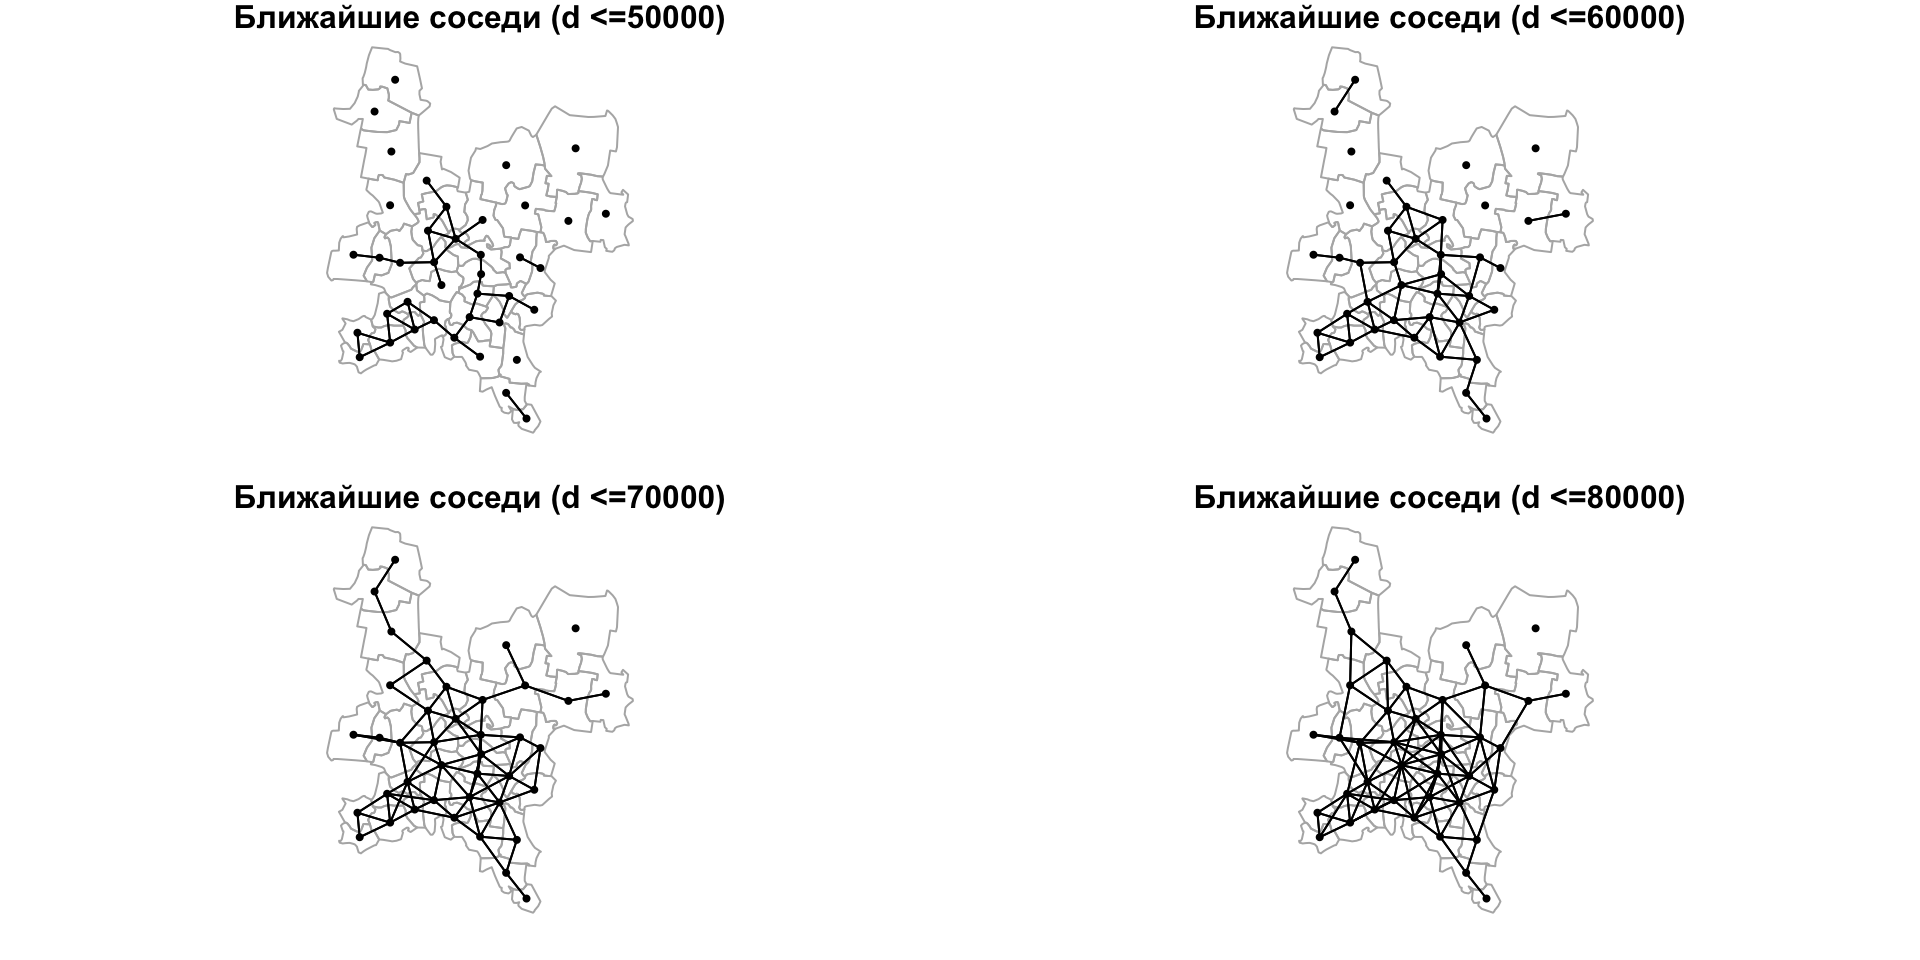 Ближайшие соседи (d <=50000)
Ближайшие соседи (d <=60000)
Ближайшие соседи (d <=70000)
Ближайшие соседи (d <=80000)